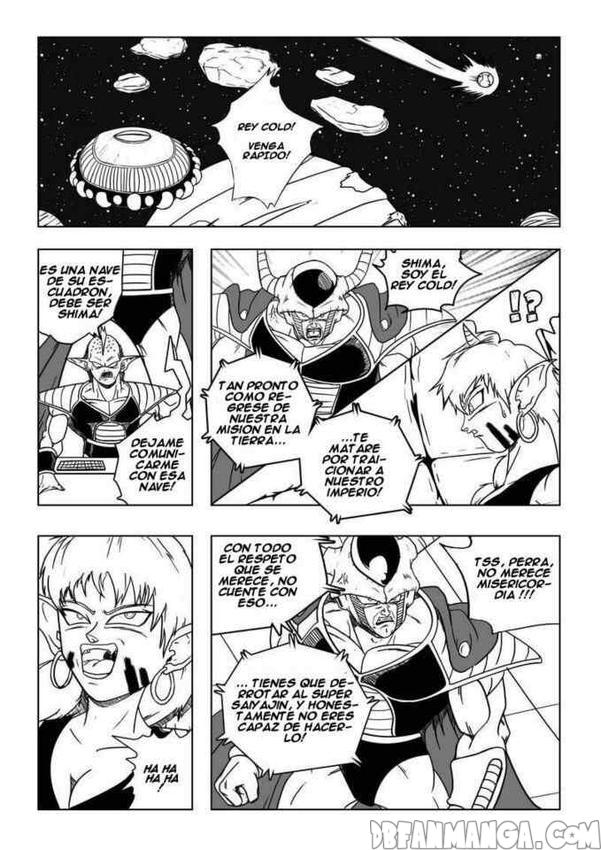 REY COLD!
VENGA
RAPIDO!
ES UNA NAVE
DE SU ES-
CUADRON,
DEBE SER
SHIMA!
DEJAME
COMUNI-
CARME
CON ESA
NAVE!
SHIMA,
SOY EL
REY COLD!
!?
TAN PRONTO
COMO RE-
GRESE DE
NUESTRA
MISION EN LA
TIERRA...
...TE
MATARE
POR TRAI-
CIONAR A
NUESTRO
IMPERIO!
HA HA
HA HA!
CON TODO
EL RESPETO
QUE SE
MERECE, NO
CUENTE CON
ESO...
TSS, PERRA,
NO MERECE
MISERICOR-
DIA !!!
... TIENES QUE DE-
RROTAR AL SUPER
SAIYAJIN, Y HONES-
TAMENTE NO ERES
CAPAZ DE HACER-
LO!
DBFANMANGA.COM